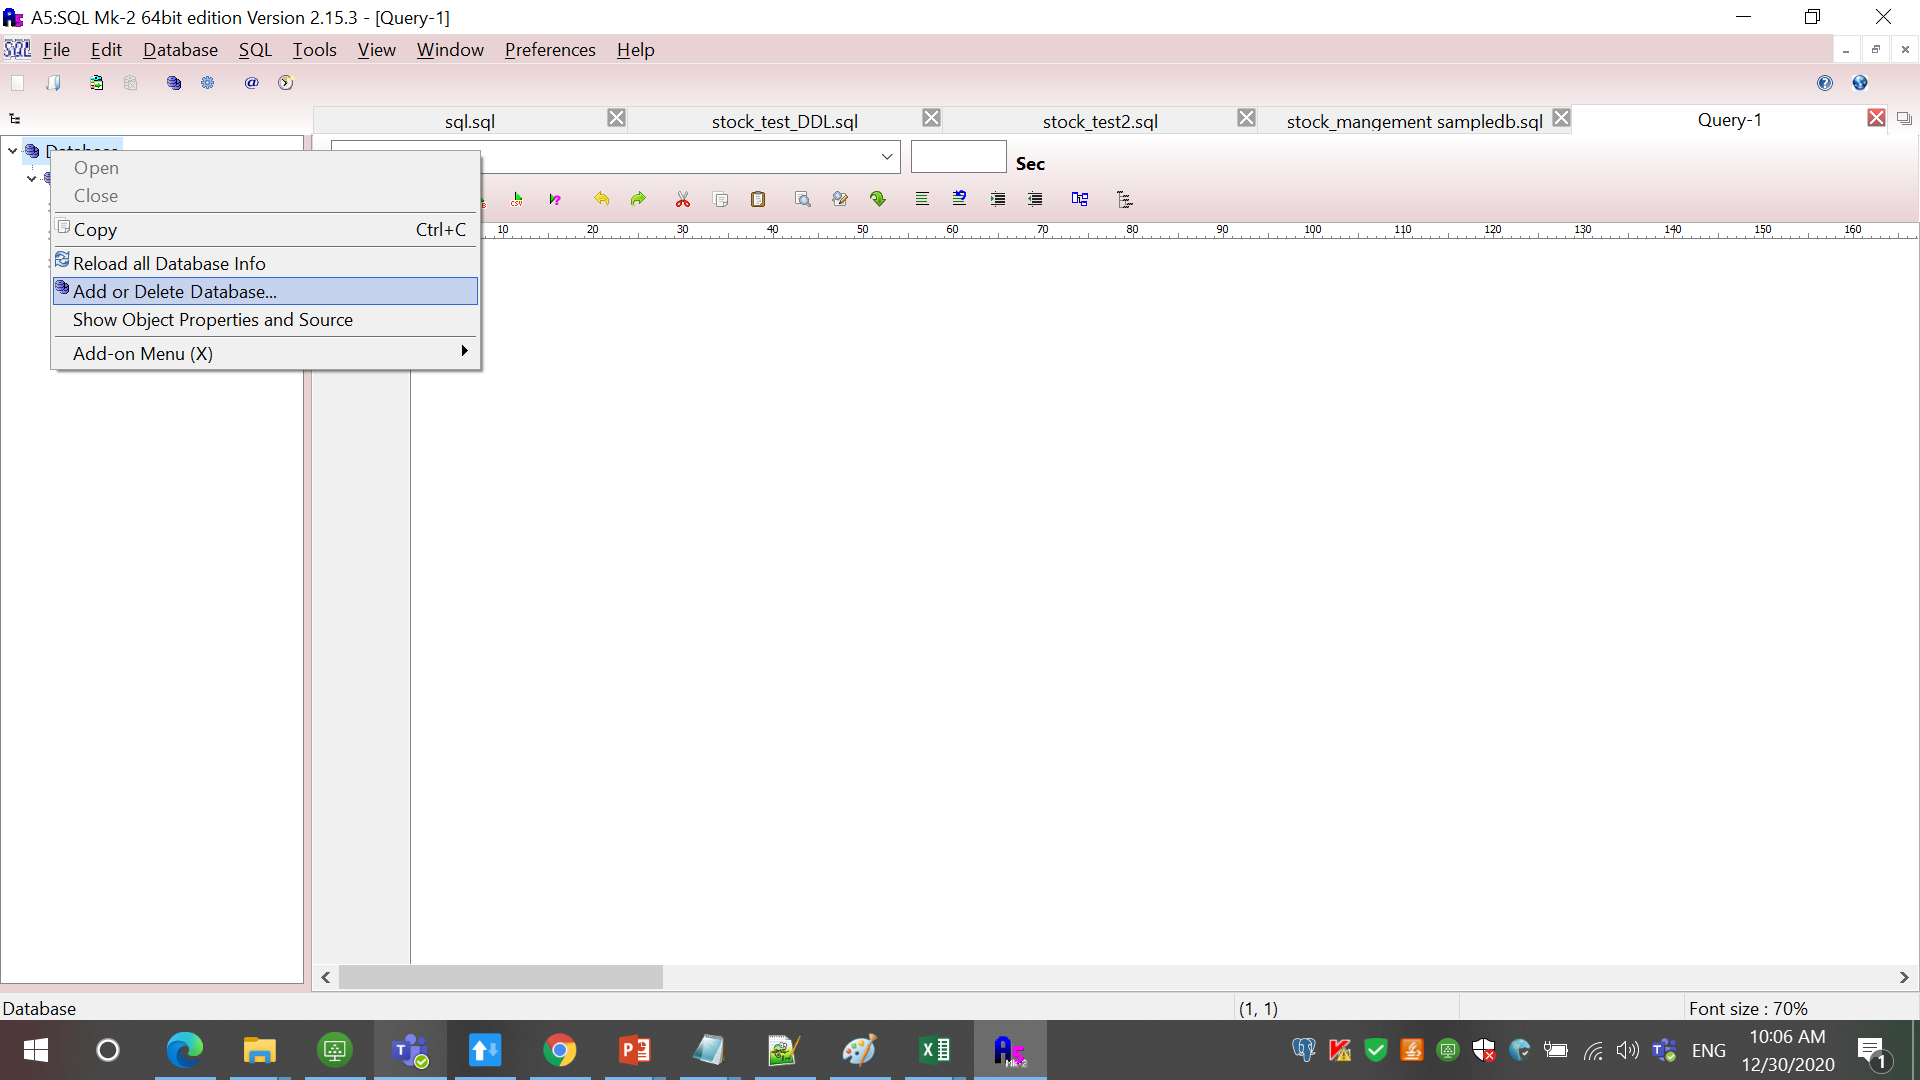 A5:SQL Mk-2 64bit edition Version 2.15.3 - [Query-1]
SQL File Edit Database SQL Tools View Window Preferences Help
sql.sql stock_test_DDL.sql stock_test2.sql stock_mangement sampledb.sql Query-1
Database
Sec
Open
Close
Copy Ctrl+C
10 20 30 40 50 60 70 80 90 100 110 120 130 140 150 160
Reload all Database Info
Add or Delete Database...
Show Object Properties and Source
Add-on Menu (X)
Database (1, 1) Font size : 70%
ENG 10:06 AM
12/30/2020 1